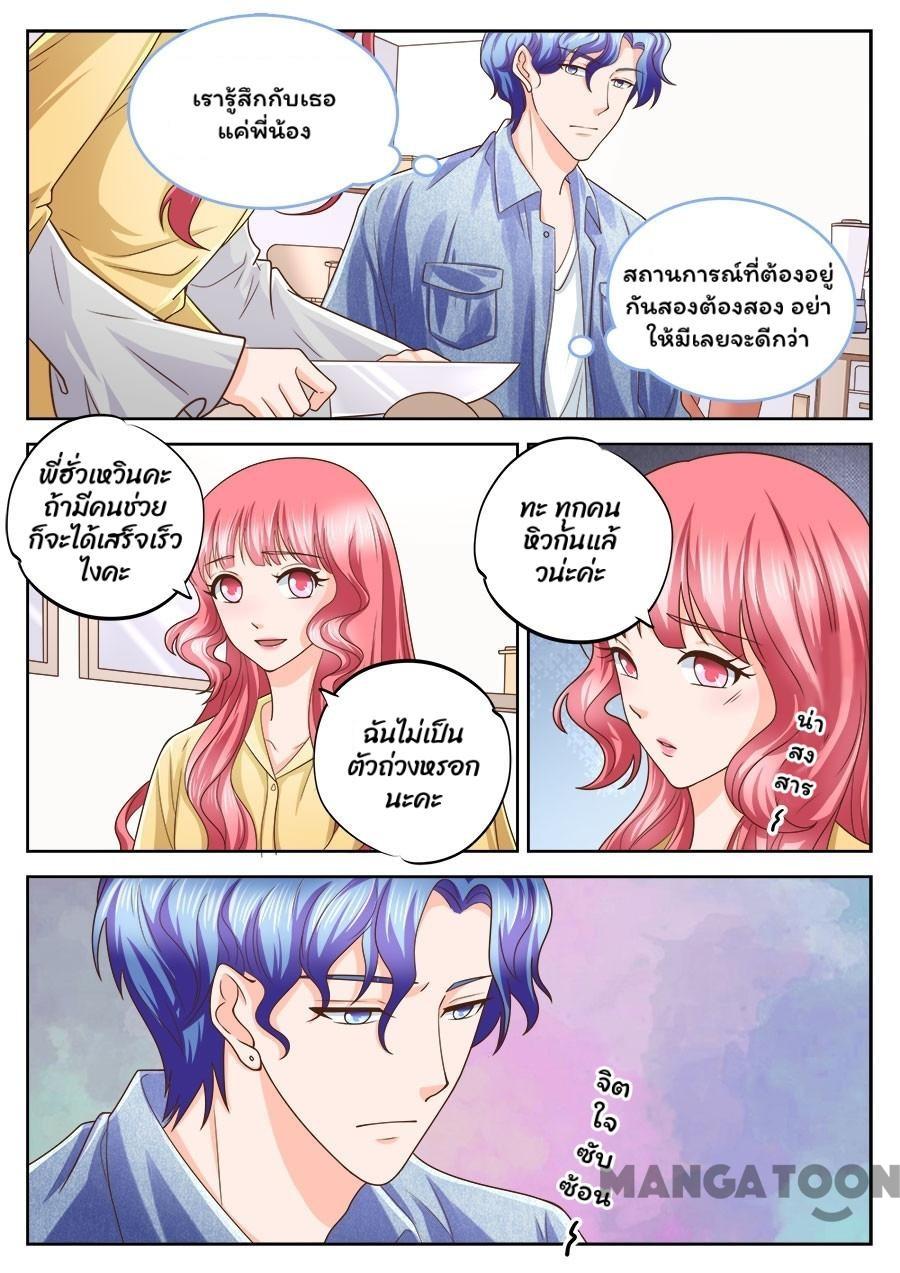 เรารู้สึกกับเธอ
แค่พี่น้อง
สถานการณ์ที่ต้องอยู่
กันสองต้องสอง อย่า
ให้มีเลยจะดีกว่า
พี่ฮั่วเหวินคะ
ถ้ามีคนช่วย
ก็จะได้เสร็จเร็ว
ไงคะ
ฉันไม่เป็น
ตัวถ่วงหรอก
นะคะ
ทะ ทุกคน
หิวกันแล้
วน่ะค่ะ
น่า
สง
สาร
จิต
ใจ
ซับ
ซ้อน
MANGATOON